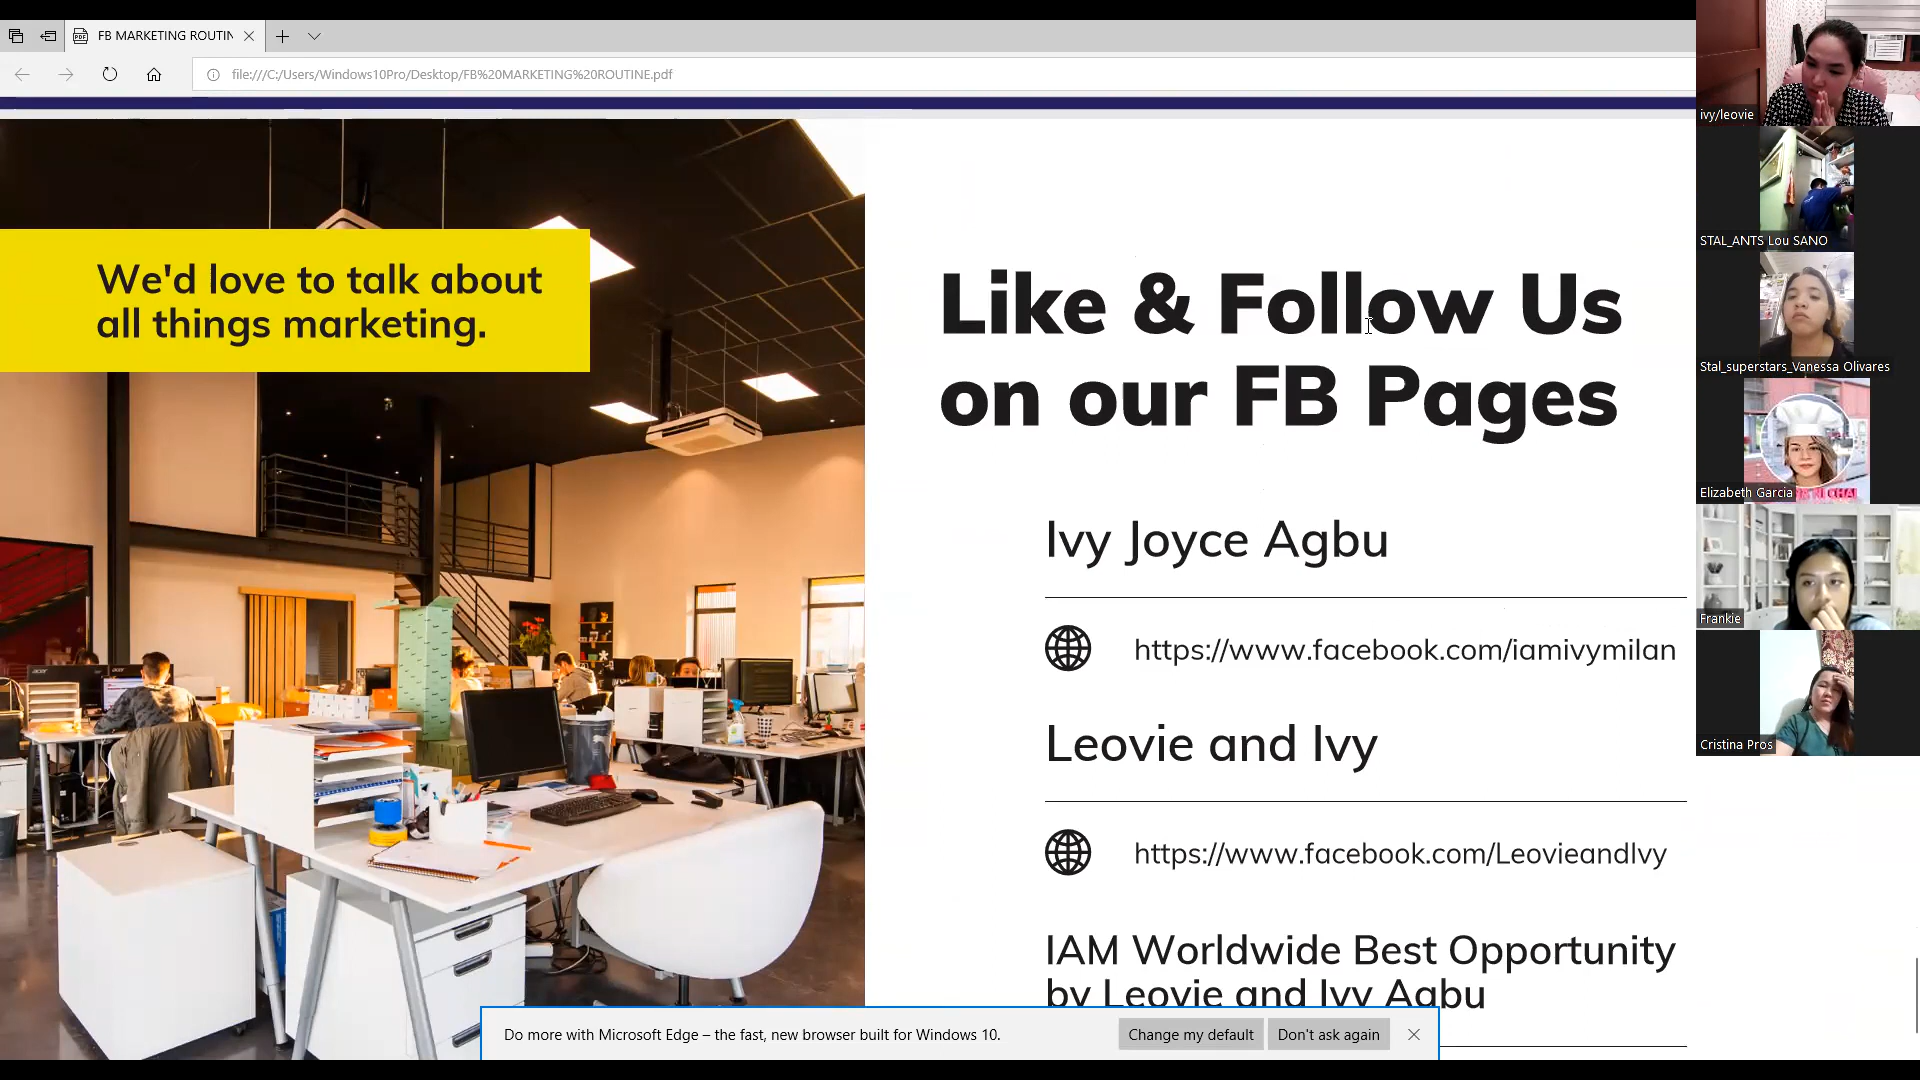 FB MARKETING ROUTIN
file:///C:/Users/Windows10Pro/Desktop/FB%20MARKETING%20ROUTINE.pdf
We'd love to talk about
all things marketing.
Like & Follow Us
on our FB Pages
Ivy Joyce Agbu
https://www.facebook.com/iamivymilan
Leovie and Ivy
https://www.facebook.com/LeovieandIvy
IAM Worldwide Best Opportunity
by Leovie and Ivy Agbu
Do more with Microsoft Edge – the fast, new browser built for Windows 10.
Change my default
Don't ask again
ivy/leovie
STAL_ANTS Lou SANO
Stal_superstars_Vanessa Olivares
Elizabeth Garcia
Frankie
Cristina Pros